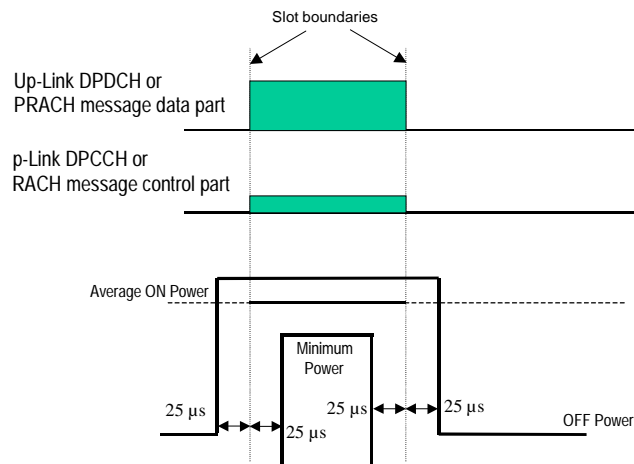 Slot boundaries
Up-Link DPDCH or
PRACH message data part
p-Link DPCCH or
RACH message control part
Average ON Power
Minimum
Power
25 µs
25 µs
25 µs
25 µs
OFF Power